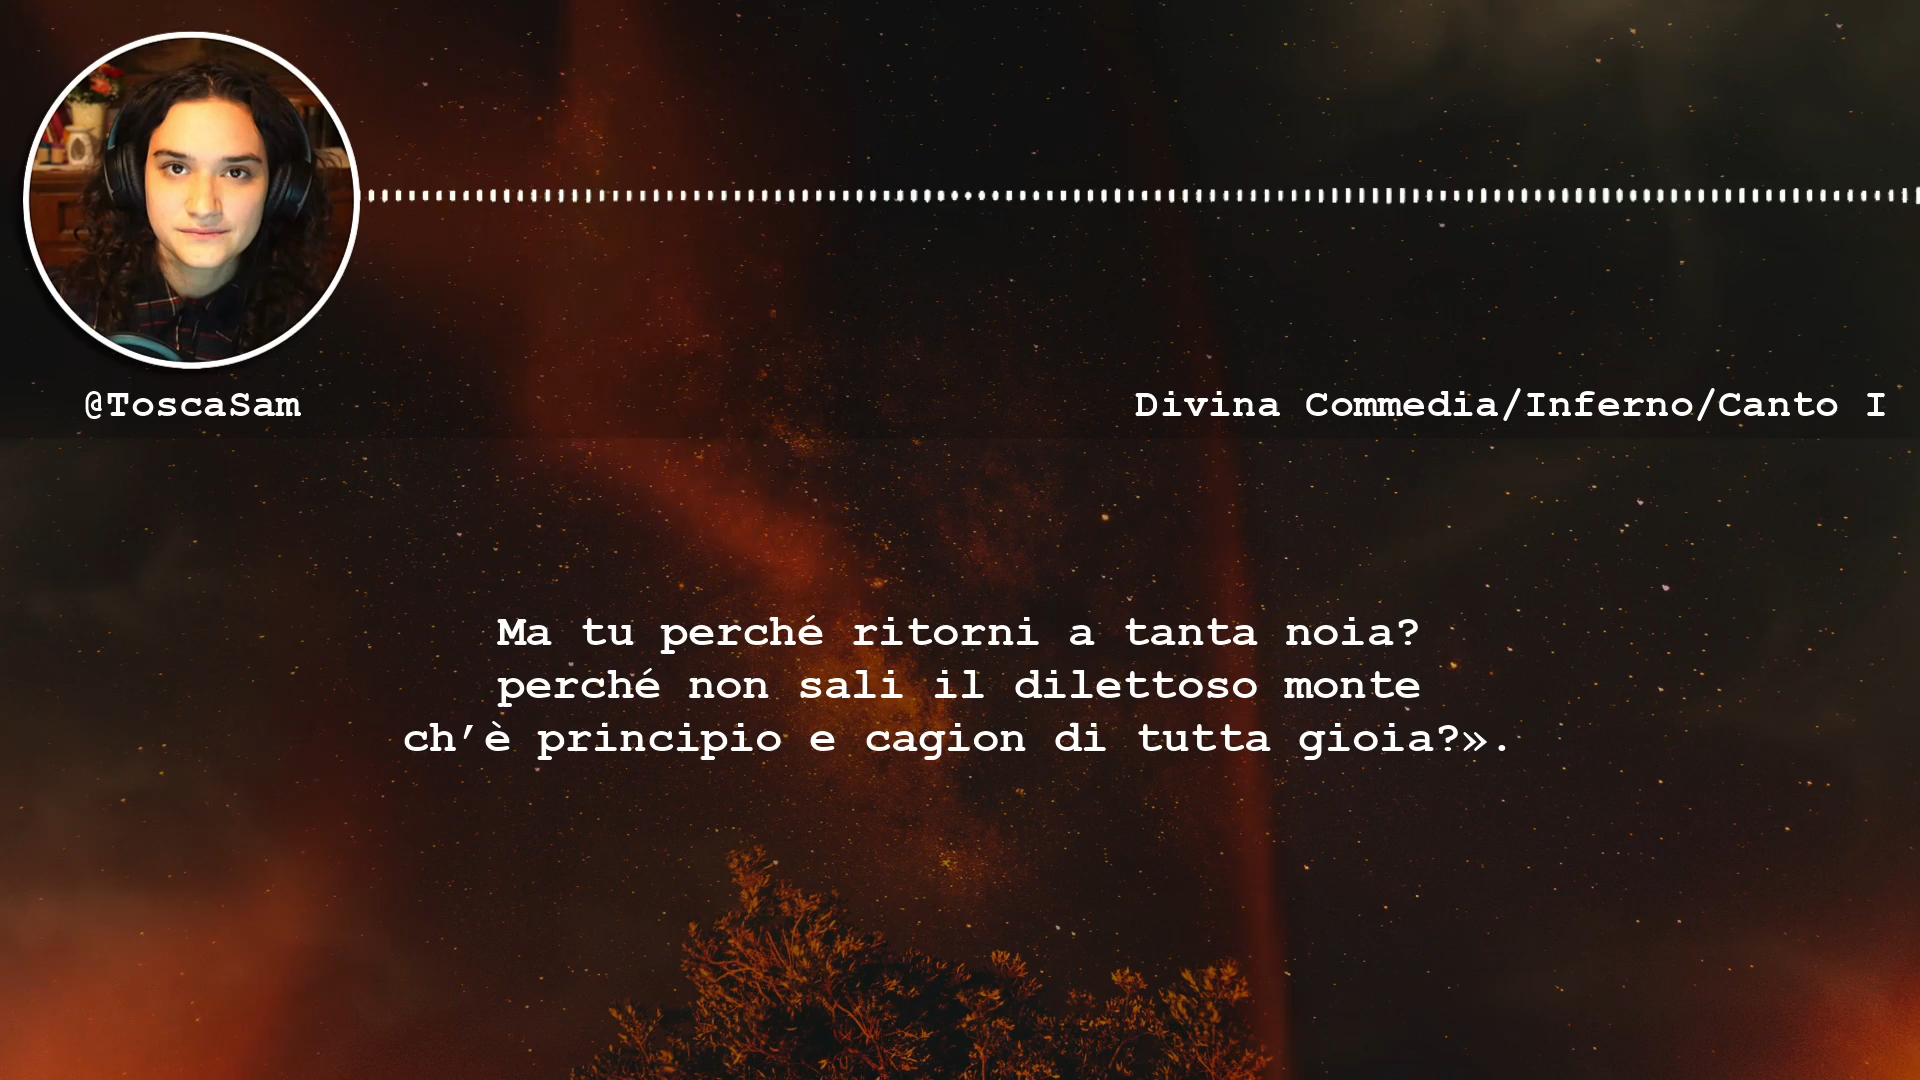 @ToscaSam
Divina Commedia/Inferno/Canto I
Ma tu perché ritorni a tanta noia?
perché non sali il dilettoso monte
ch’è principio e cagion di tutta gioia?».